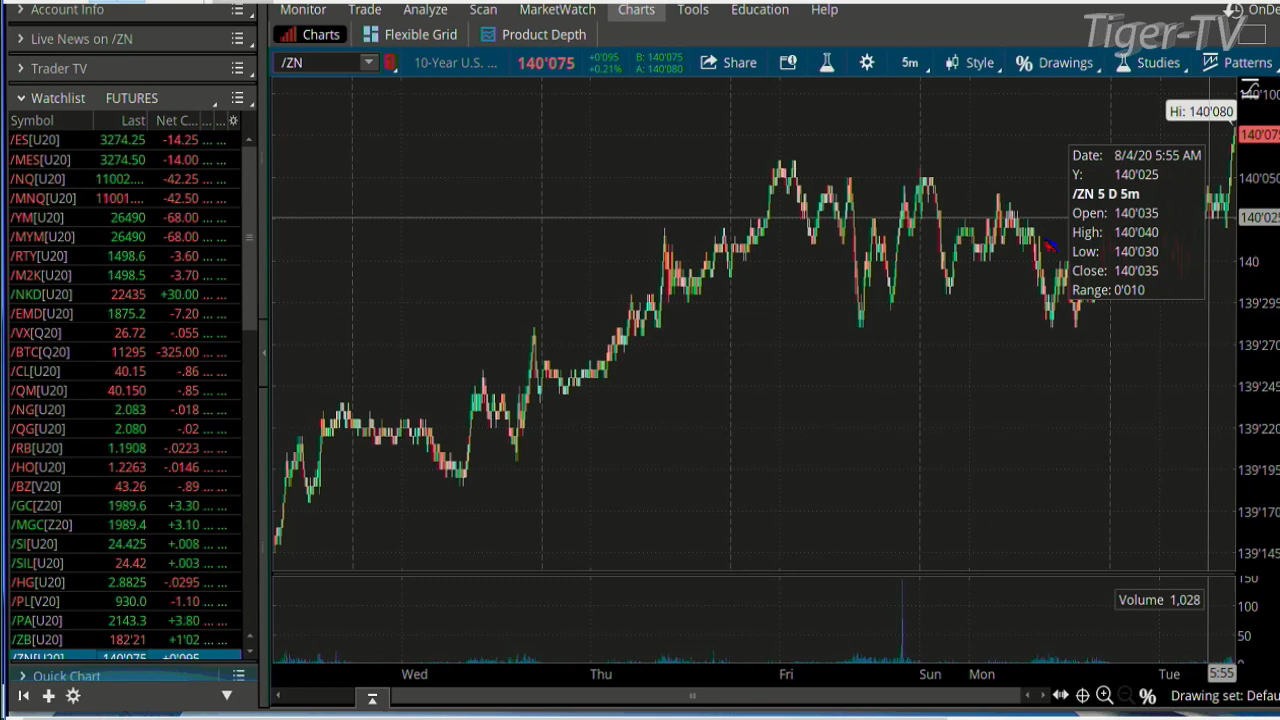 Account Info
Monitor Trade Analyze Scan MarketWatch Charts Tools Education Help
Tiger-TV
Live News on /ZN
Charts Flexible Grid Product Depth
Trader TV
/ZN 10-Year U.S. ... 140'075 +0'095 +0.21% B: 140'075 A: 140'080 Share 5m Style Drawings Studies Patterns
Watchlist FUTURES
Symbol Last Net C... ... ...
/ES[U20] 3274.25 -14.25 ... ...
/MES[U20] 3274.50 -14.00 ... ...
/NQ[U20] 11002.... -42.25 ... ...
/MNQ[U20] 11001.... -42.50 ... ...
/YM[U20] 26490 -68.00 ... ...
/MYM[U20] 26490 -68.00 ... ...
/RTY[U20] 1498.6 -3.60 ... ...
/M2K[U20] 1498.5 -3.70 ... ...
/NKD[U20] 22435 +30.00 ... ...
/EMD[U20] 1875.2 -7.20 ... ...
/VX[Q20] 26.72 -.055 ... ...
/BTC[Q20] 11295 -325.00 ... ...
/CL[U20] 40.15 -.86 ... ...
/QM[U20] 40.150 -.85 ... ...
/NG[U20] 2.083 -.018 ... ...
/QG[U20] 2.080 -.02 ... ...
/RB[U20] 1.1908 -.0223 ... ...
/HO[U20] 1.2263 -.0146 ... ...
/BZ[V20] 43.26 -.89 ... ...
/GC[Z20] 1989.6 +3.30 ... ...
/MGC[Z20] 1989.4 +3.10 ... ...
/SI[U20] 24.425 +.008 ... ...
/SIL[U20] 24.42 +.003 ... ...
/HG[U20] 2.8825 -.0295 ... ...
/PL[V20] 930.0 -1.10 ... ...
/PA[U20] 2143.3 +3.80 ... ...
/ZB[U20] 182'21 +1'02 ... ...
/ZN[U20] 140'075 +0'095 ... ...
Quick Chart
Hi: 140'080
Date: 8/4/20 5:55 AM
Y: 140'025
/ZN 5 D 5m
Open: 140'035
High: 140'040
Low: 140'030
Close: 140'035
Range: 0'010
140'100
140'075
140'050
140'025
140
139'295
139'270
139'245
139'220
139'195
139'170
139'145
150
Volume 1,028
100
50
0
Wed Thu Fri Sun Mon Tue 5:55
% Drawing set: Defau